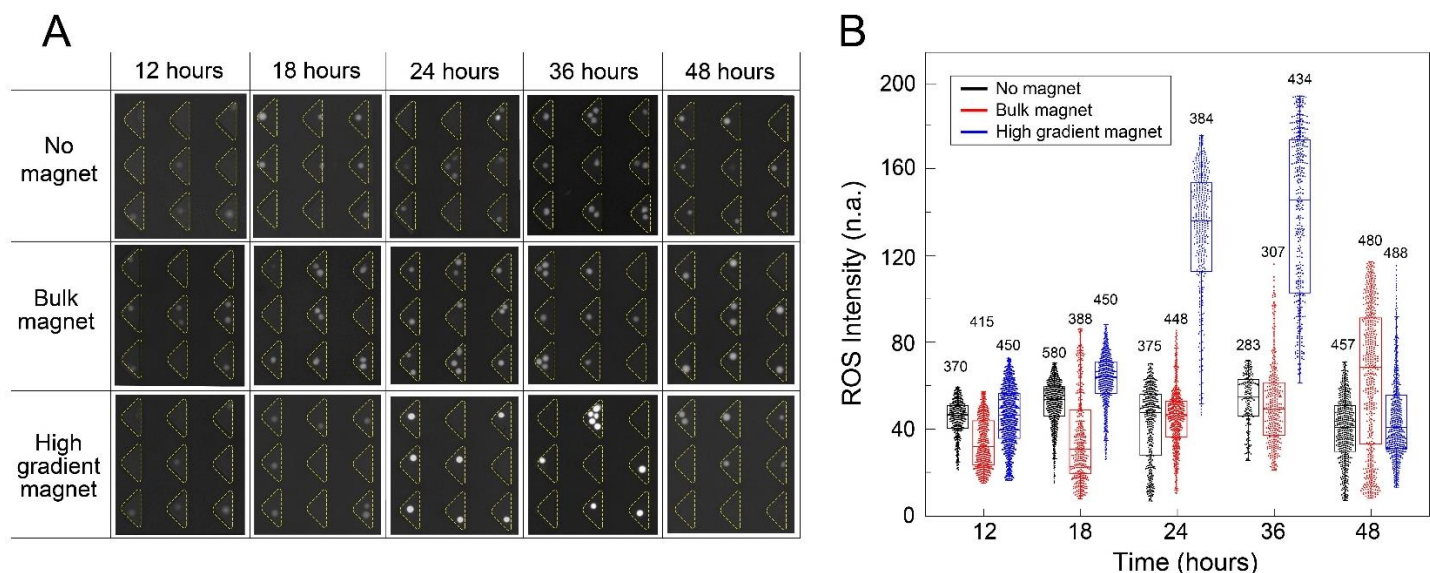 A
12 hours 18 hours 24 hours 36 hours 48 hours
No
magnet
Bulk
magnet
High
gradient
magnet
B
ROS Intensity (n.a.)
200
160
120
80
40
0
No magnet
Bulk magnet
High gradient magnet
370 415 450
580 388 450
375 448 384
283 307 434
457 480 488
12 18 24 36 48
Time (hours)